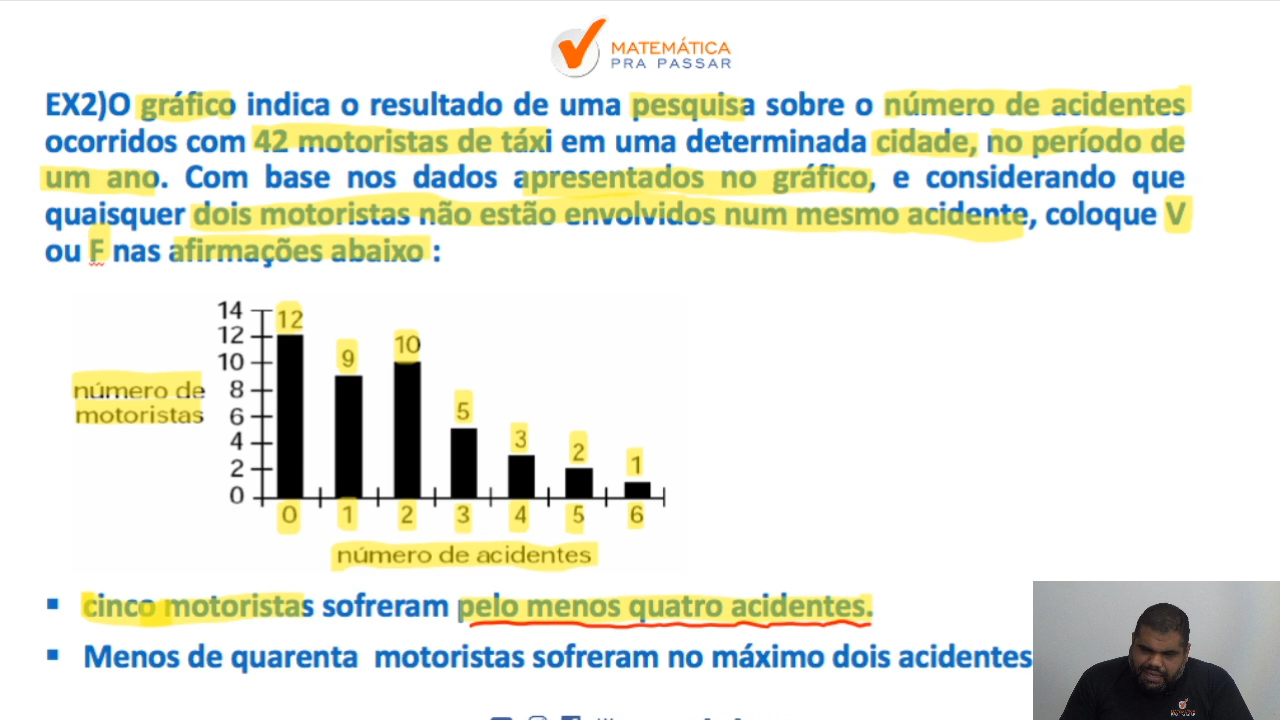 MATEMÁTICA
PRA PASSAR
EX2)O gráfico indica o resultado de uma pesquisa sobre o número de acidentes
ocorridos com 42 motoristas de táxi em uma determinada cidade, no período de
um ano. Com base nos dados apresentados no gráfico, e considerando que
quaisquer dois motoristas não estão envolvidos num mesmo acidente, coloque V
ou F nas afirmações abaixo :
14
12
10
8
6
4
2
0
12
9
10
5
3
2
1
número de
motoristas
0 1 2 3 4 5 6
número de acidentes
▪ cinco motoristas sofreram pelo menos quatro acidentes.
▪ Menos de quarenta motoristas sofreram no máximo dois acidentes